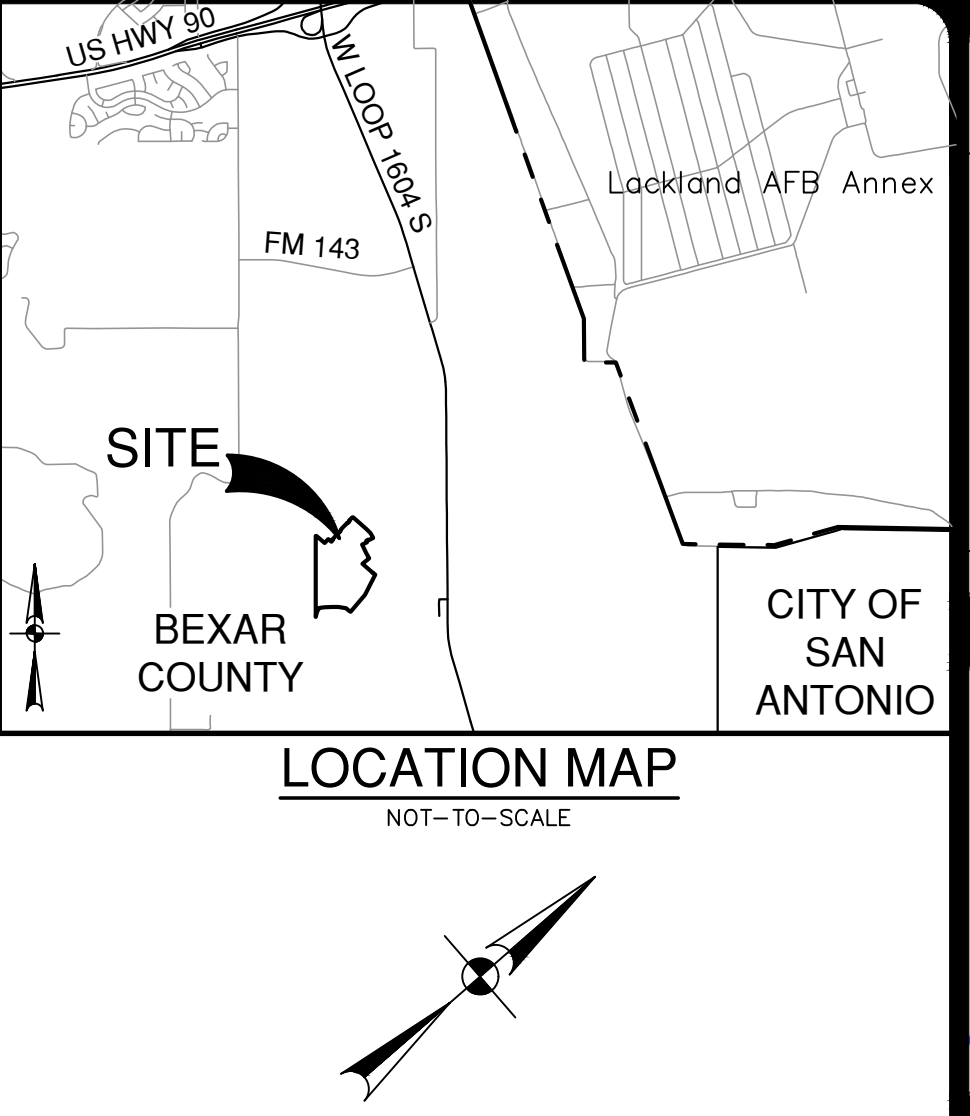 US HWY 90
W LOOP 1604 S
Lackland AFB Annex
FM 143
SITE
BEXAR
COUNTY
CITY OF
SAN
ANTONIO
LOCATION MAP
NOT-TO-SCALE